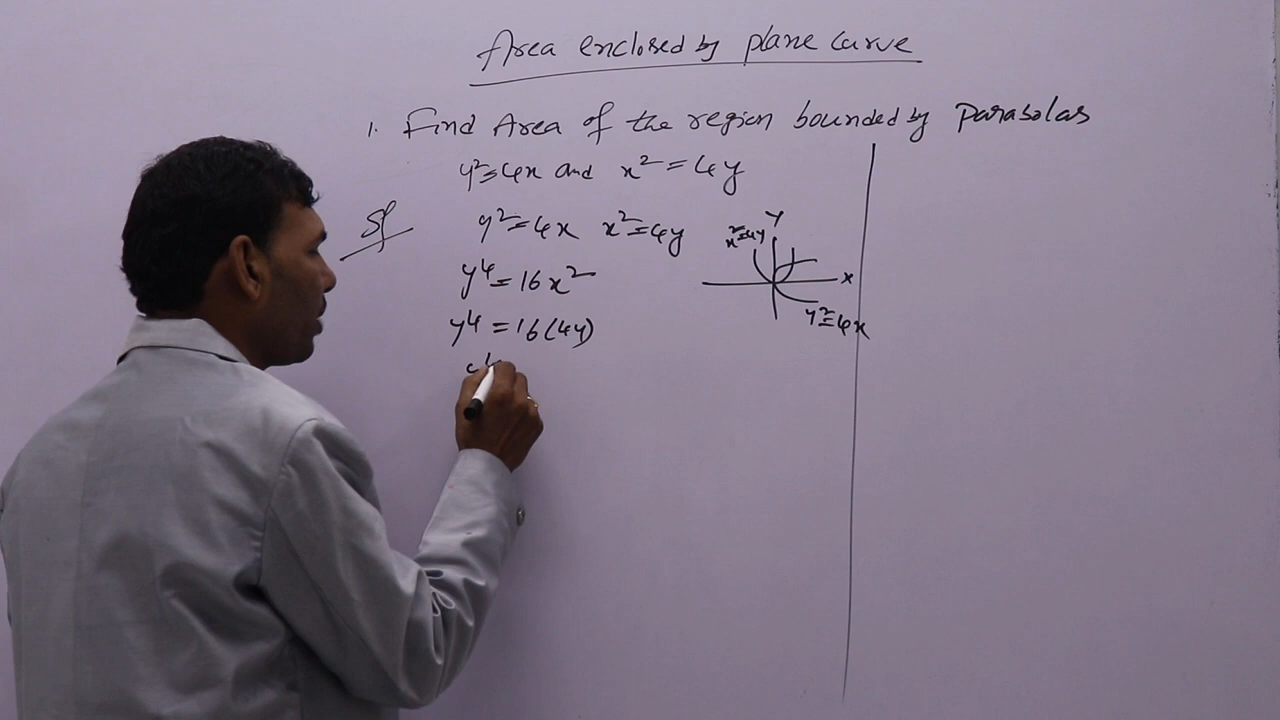 Area enclosed by plane curve
1. Find Area of the region bounded by parabolas
y²=4x and x²=4y
Sol
y²=4x x²=4y
y⁴=16x²
y⁴=16(4y)
Y
x²=4y
X
y²=4x